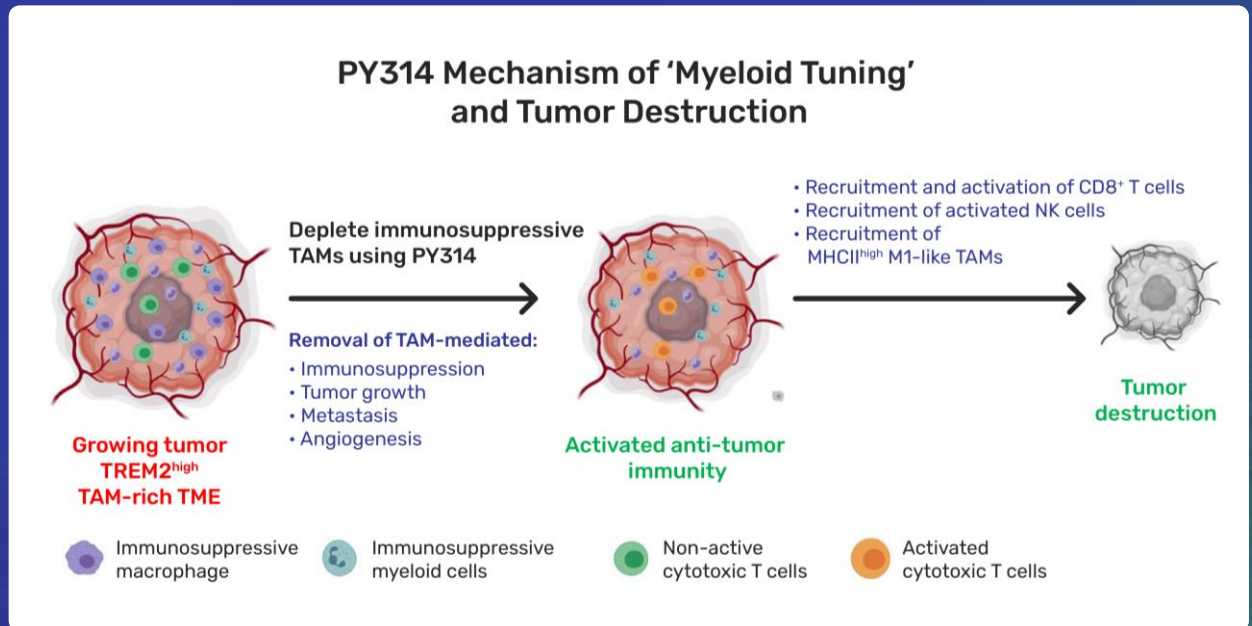 PY314 Mechanism of ‘Myeloid Tuning’
and Tumor Destruction
Deplete immunosuppressive
TAMs using PY314
Removal of TAM-mediated:
• Immunosuppression
• Tumor growth
• Metastasis
• Angiogenesis
• Recruitment and activation of CD8⁺ T cells
• Recruitment of activated NK cells
• Recruitment of
MHCIIʰⁱᵍʰ M1-like TAMs
Growing tumor
TREM2ʰⁱᵍʰ
TAM-rich TME
Activated anti-tumor
immunity
Tumor
destruction
Immunosuppressive
macrophage
Immunosuppressive
myeloid cells
Non-active
cytotoxic T cells
Activated
cytotoxic T cells